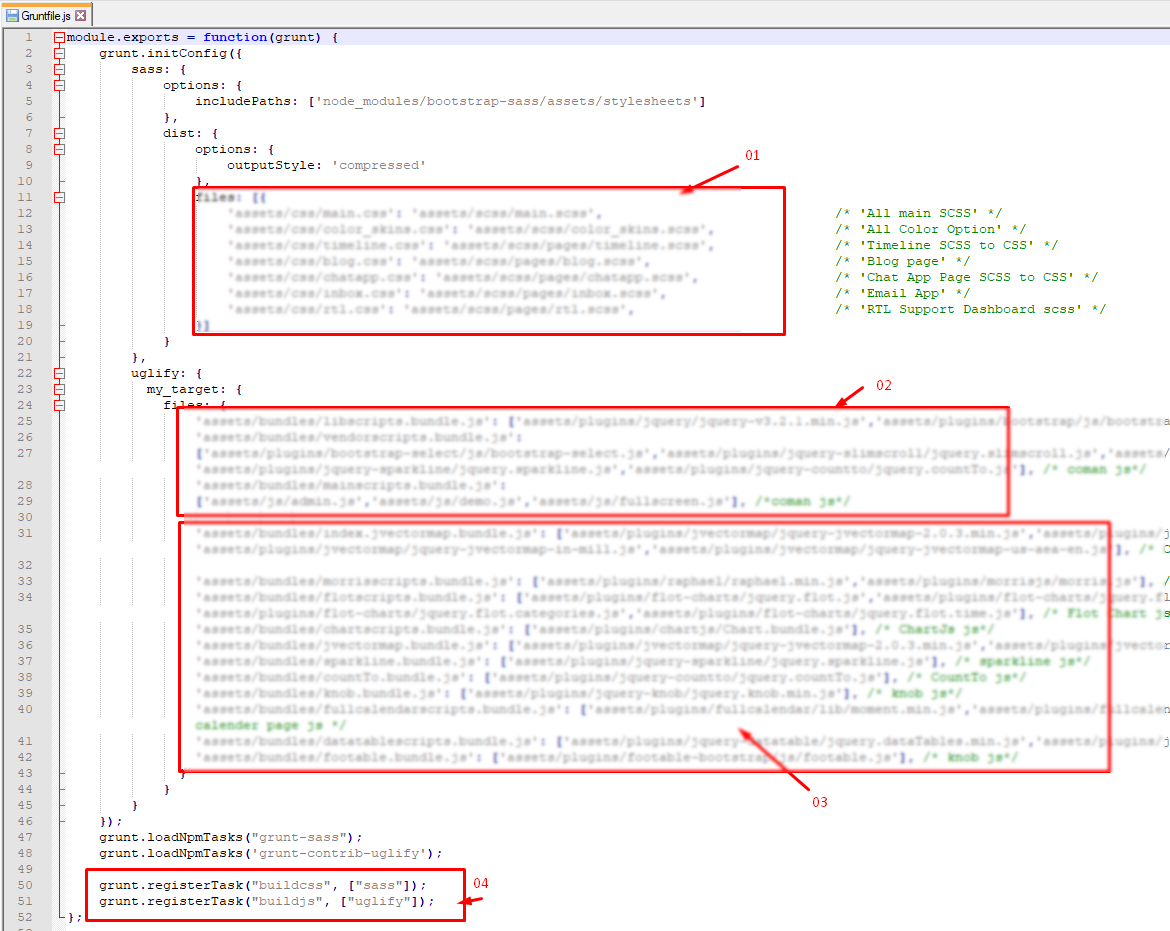 Gruntfile.js
1 module.exports = function(grunt) {
2 grunt.initConfig({
3 sass: {
4 options: {
5 includePaths: ['node_modules/bootstrap-sass/assets/stylesheets']
6 },
7 dist: {
8 options: {
9 outputStyle: 'compressed'
10 },
01
11 files: [{
12 'assets/css/main.css': 'assets/scss/main.scss', /* 'All main SCSS' */
13 'assets/css/color_skins.css': 'assets/scss/color_skins.scss', /* 'All Color Option' */
14 'assets/css/timeline.css': 'assets/scss/pages/timeline.scss', /* 'Timeline SCSS to CSS' */
15 'assets/css/blog.css': 'assets/scss/pages/blog.scss', /* 'Blog page' */
16 'assets/css/chatapp.css': 'assets/scss/pages/chatapp.scss', /* 'Chat App Page SCSS to CSS' */
17 'assets/css/inbox.css': 'assets/scss/pages/inbox.scss', /* 'Email App' */
18 'assets/css/rtl.css': 'assets/scss/pages/rtl.scss', /* 'RTL Support Dashboard scss' */
19 }]
20 }
21 },
22 uglify: {
23 my_target: {
02
24 files: {
25 'assets/bundles/libscripts.bundle.js': ['assets/plugins/jquery/jquery-v3.2.1.min.js','assets/plugins/bootstrap/js/bootstra
26 'assets/bundles/vendorscripts.bundle.js':
27 ['assets/plugins/bootstrap-select/js/bootstrap-select.js','assets/plugins/jquery-slimscroll/jquery.slimscroll.js','assets/
'assets/plugins/jquery-sparkline/jquery.sparkline.js','assets/plugins/jquery-countto/jquery.countTo.js'], /* coman js*/
28 'assets/bundles/mainscripts.bundle.js':
29 ['assets/js/admin.js','assets/js/demo.js','assets/js/fullscreen.js'], /*coman js*/
30
31 'assets/bundles/index.jvectormap.bundle.js': ['assets/plugins/jvectormap/jquery-jvectormap-2.0.3.min.js','assets/plugins/j
'assets/plugins/jvectormap/jquery-jvectormap-in-mill.js','assets/plugins/jvectormap/jquery-jvectormap-us-aea-en.js'], /* C
32
33 'assets/bundles/morrisscripts.bundle.js': ['assets/plugins/raphael/raphael.min.js','assets/plugins/morrisjs/morris.js'], /
34 'assets/bundles/flotscripts.bundle.js': ['assets/plugins/flot-charts/jquery.flot.js','assets/plugins/flot-charts/jquery.fl
'assets/plugins/flot-charts/jquery.flot.categories.js','assets/plugins/flot-charts/jquery.flot.time.js'], /* Flot Chart js
35 'assets/bundles/chartscripts.bundle.js': ['assets/plugins/chartjs/Chart.bundle.js'], /* ChartJs js*/
36 'assets/bundles/jvectormap.bundle.js': ['assets/plugins/jvectormap/jquery-jvectormap-2.0.3.min.js','assets/plugins/jvector
37 'assets/bundles/sparkline.bundle.js': ['assets/plugins/jquery-sparkline/jquery.sparkline.js'], /* sparkline js*/
38 'assets/bundles/countTo.bundle.js': ['assets/plugins/jquery-countto/jquery.countTo.js'], /* CountTo js*/
39 'assets/bundles/knob.bundle.js': ['assets/plugins/jquery-knob/jquery.knob.min.js'], /* knob js*/
40 'assets/bundles/fullcalendarscripts.bundle.js': ['assets/plugins/fullcalendar/lib/moment.min.js','assets/plugins/fullcalen
calender page js */
41 'assets/bundles/datatablescripts.bundle.js': ['assets/plugins/jquery-datatable/jquery.dataTables.min.js','assets/plugins/j
42 'assets/bundles/footable.bundle.js': ['assets/plugins/footable-bootstrap/js/footable.js'], /* knob js*/
43 }
44 }
03
45 }
46 });
47 grunt.loadNpmTasks("grunt-sass");
48 grunt.loadNpmTasks('grunt-contrib-uglify');
49
04
50 grunt.registerTask("buildcss", ["sass"]);
51 grunt.registerTask("buildjs", ["uglify"]);
52 };